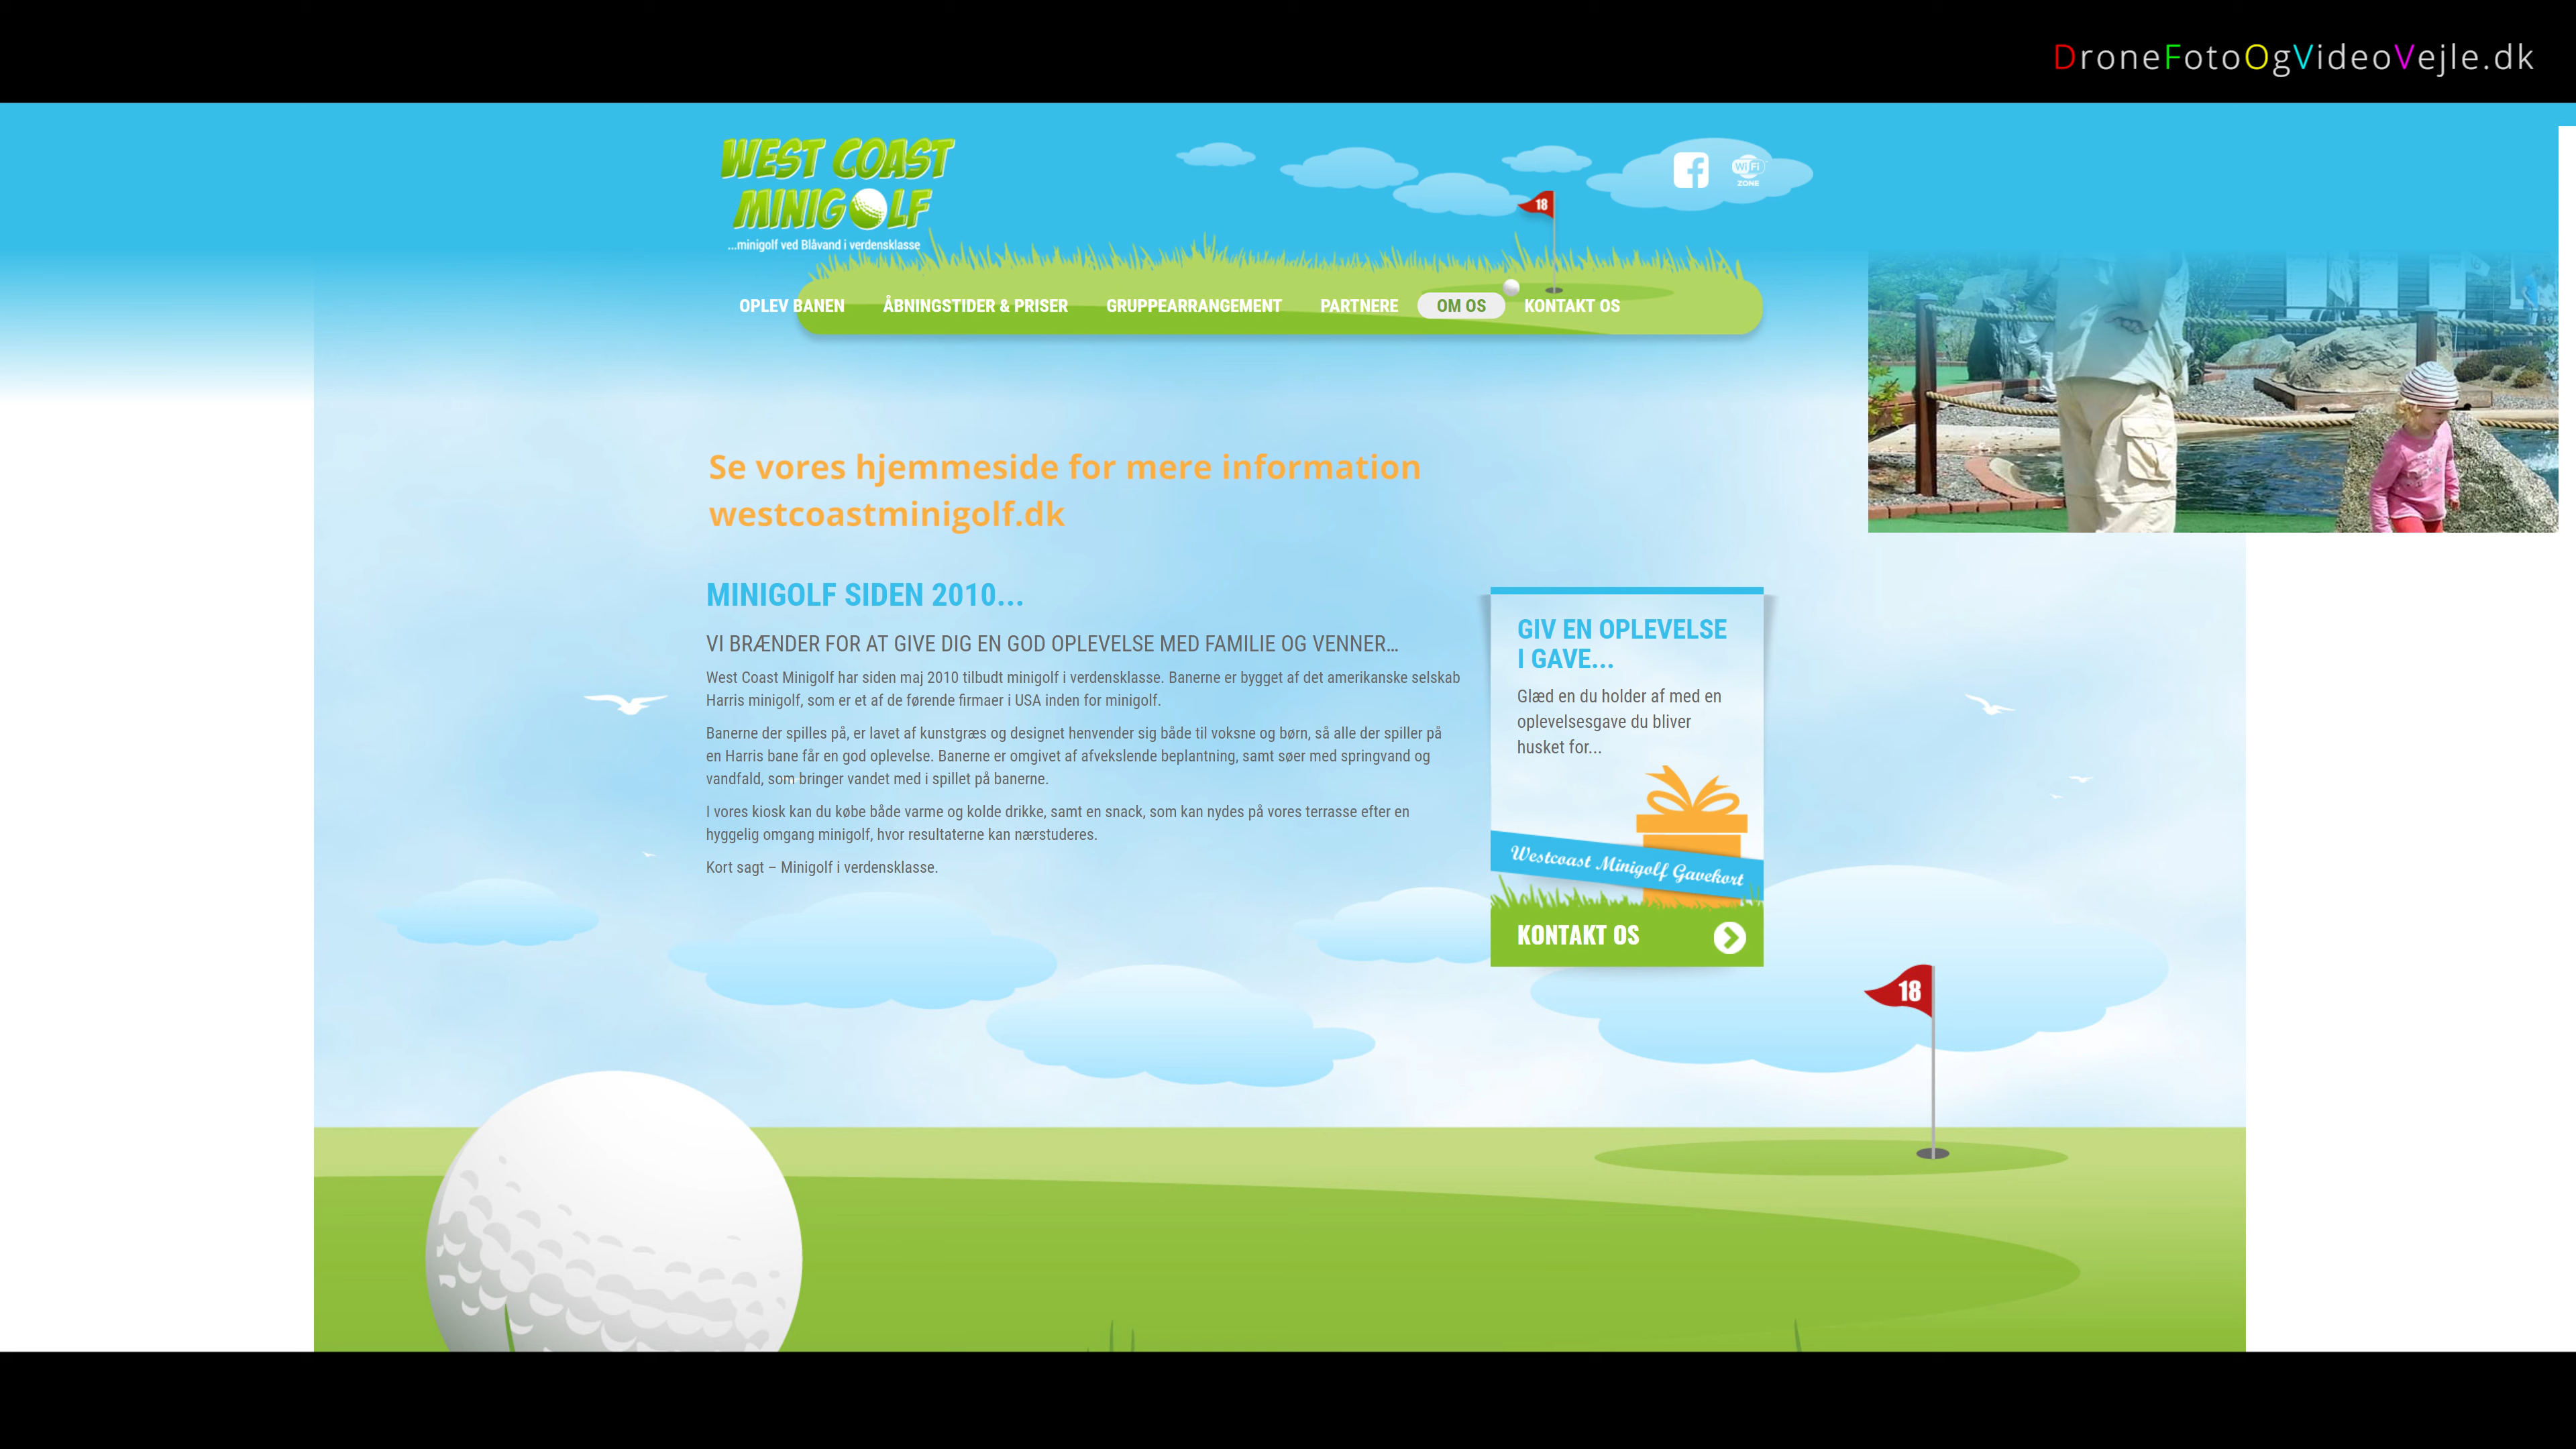 DroneFotoOgVideoVejle.dk
WEST COAST
MINIGOLF
...minigolf ved Blåvand i verdensklasse
WiFi
ZONE
18
OPLEV BANEN ÅBNINGSTIDER & PRISER GRUPPEARRANGEMENT PARTNERE OM OS KONTAKT OS
Se vores hjemmeside for mere information
westcoastminigolf.dk
MINIGOLF SIDEN 2010...
VI BRÆNDER FOR AT GIVE DIG EN GOD OPLEVELSE MED FAMILIE OG VENNER...
West Coast Minigolf har siden maj 2010 tilbudt minigolf i verdensklasse. Banerne er bygget af det amerikanske selskab
Harris minigolf, som er et af de førende firmaer i USA inden for minigolf.
Banerne der spilles på, er lavet af kunstgræs og designet henvender sig både til voksne og børn, så alle der spiller på
en Harris bane får en god oplevelse. Banerne er omgivet af afvekslende beplantning, samt søer med springvand og
vandfald, som bringer vandet med i spillet på banerne.
I vores kiosk kan du købe både varme og kolde drikke, samt en snack, som kan nydes på vores terrasse efter en
hyggelig omgang minigolf, hvor resultaterne kan nærstuderes.
Kort sagt – Minigolf i verdensklasse.
GIV EN OPLEVELSE
I GAVE...
Glæd en du holder af med en
oplevelsesgave du bliver
husket for...
Westcoast Minigolf Gavekort
KONTAKT OS
18